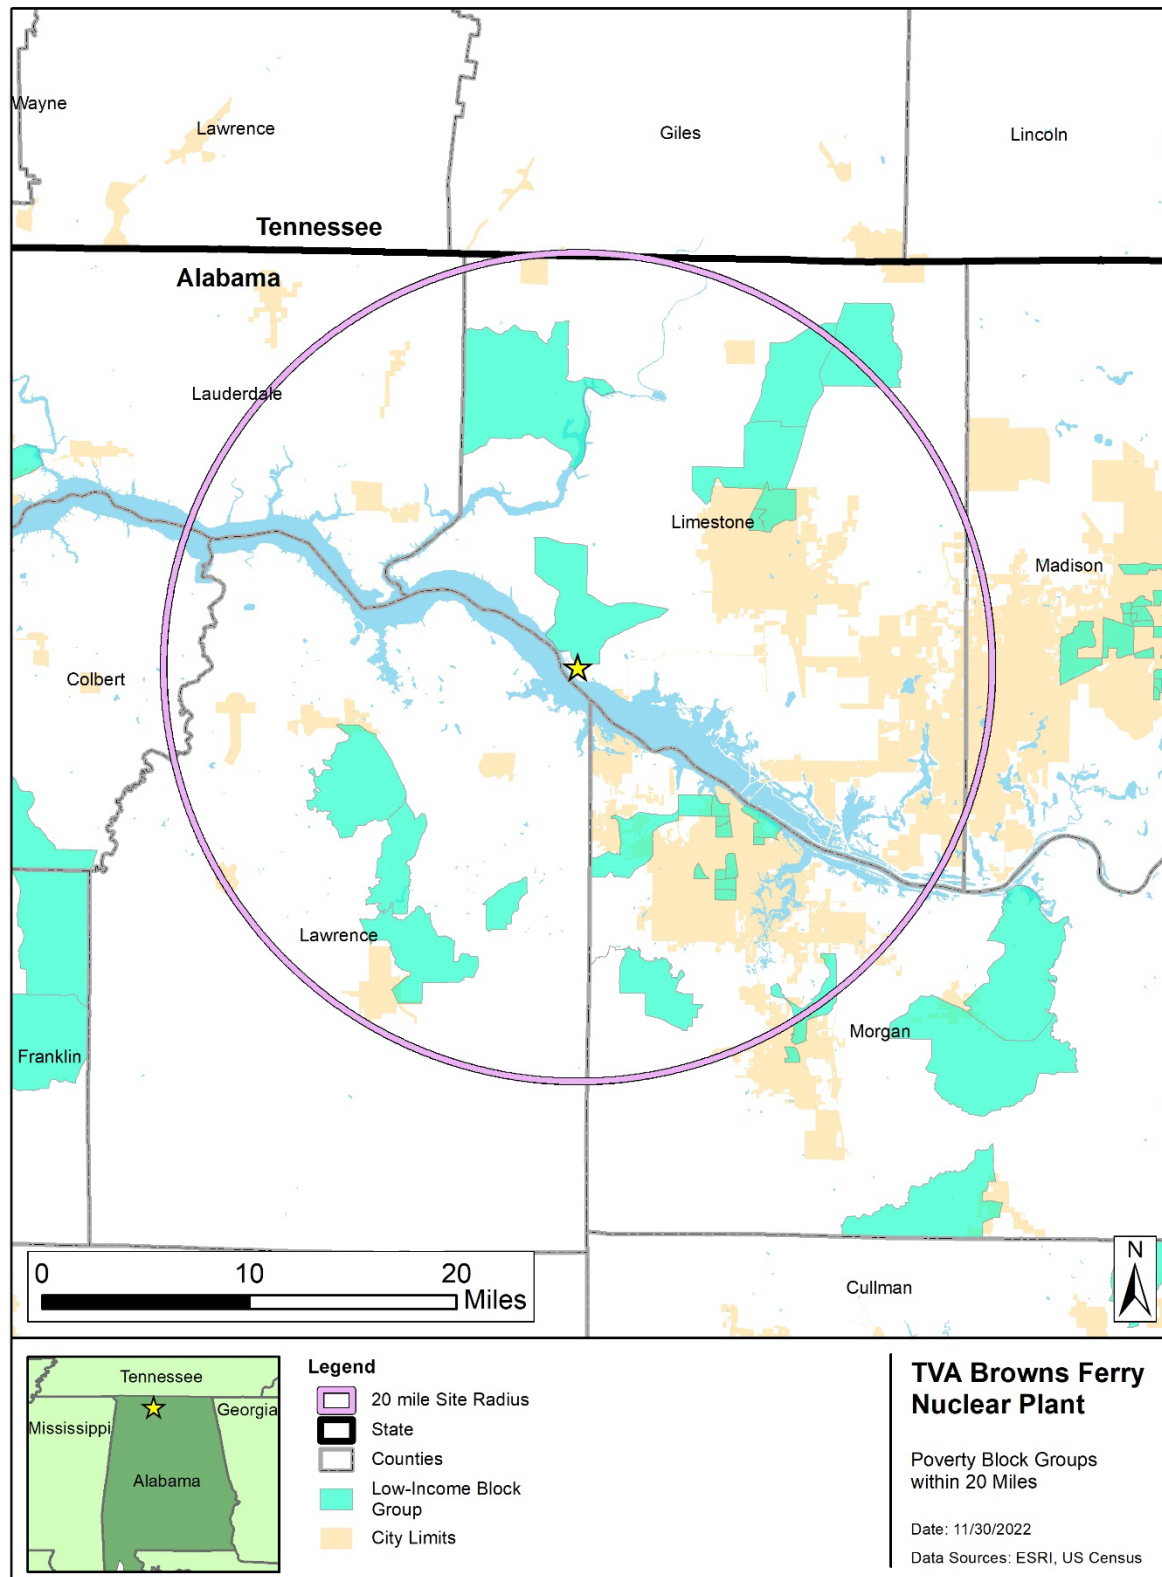 Wayne
Lawrence
Giles
Lincoln
Tennessee
Alabama
Lauderdale
Limestone
Madison
Colbert
Lawrence
Morgan
Franklin
Cullman
0 10 20
Miles
N
Tennessee
Mississippi
Georgia
Alabama
Legend
20 mile Site Radius
State
Counties
Low-Income Block
Group
City Limits
TVA Browns Ferry
Nuclear Plant
Poverty Block Groups
within 20 Miles
Date: 11/30/2022
Data Sources: ESRI, US Census